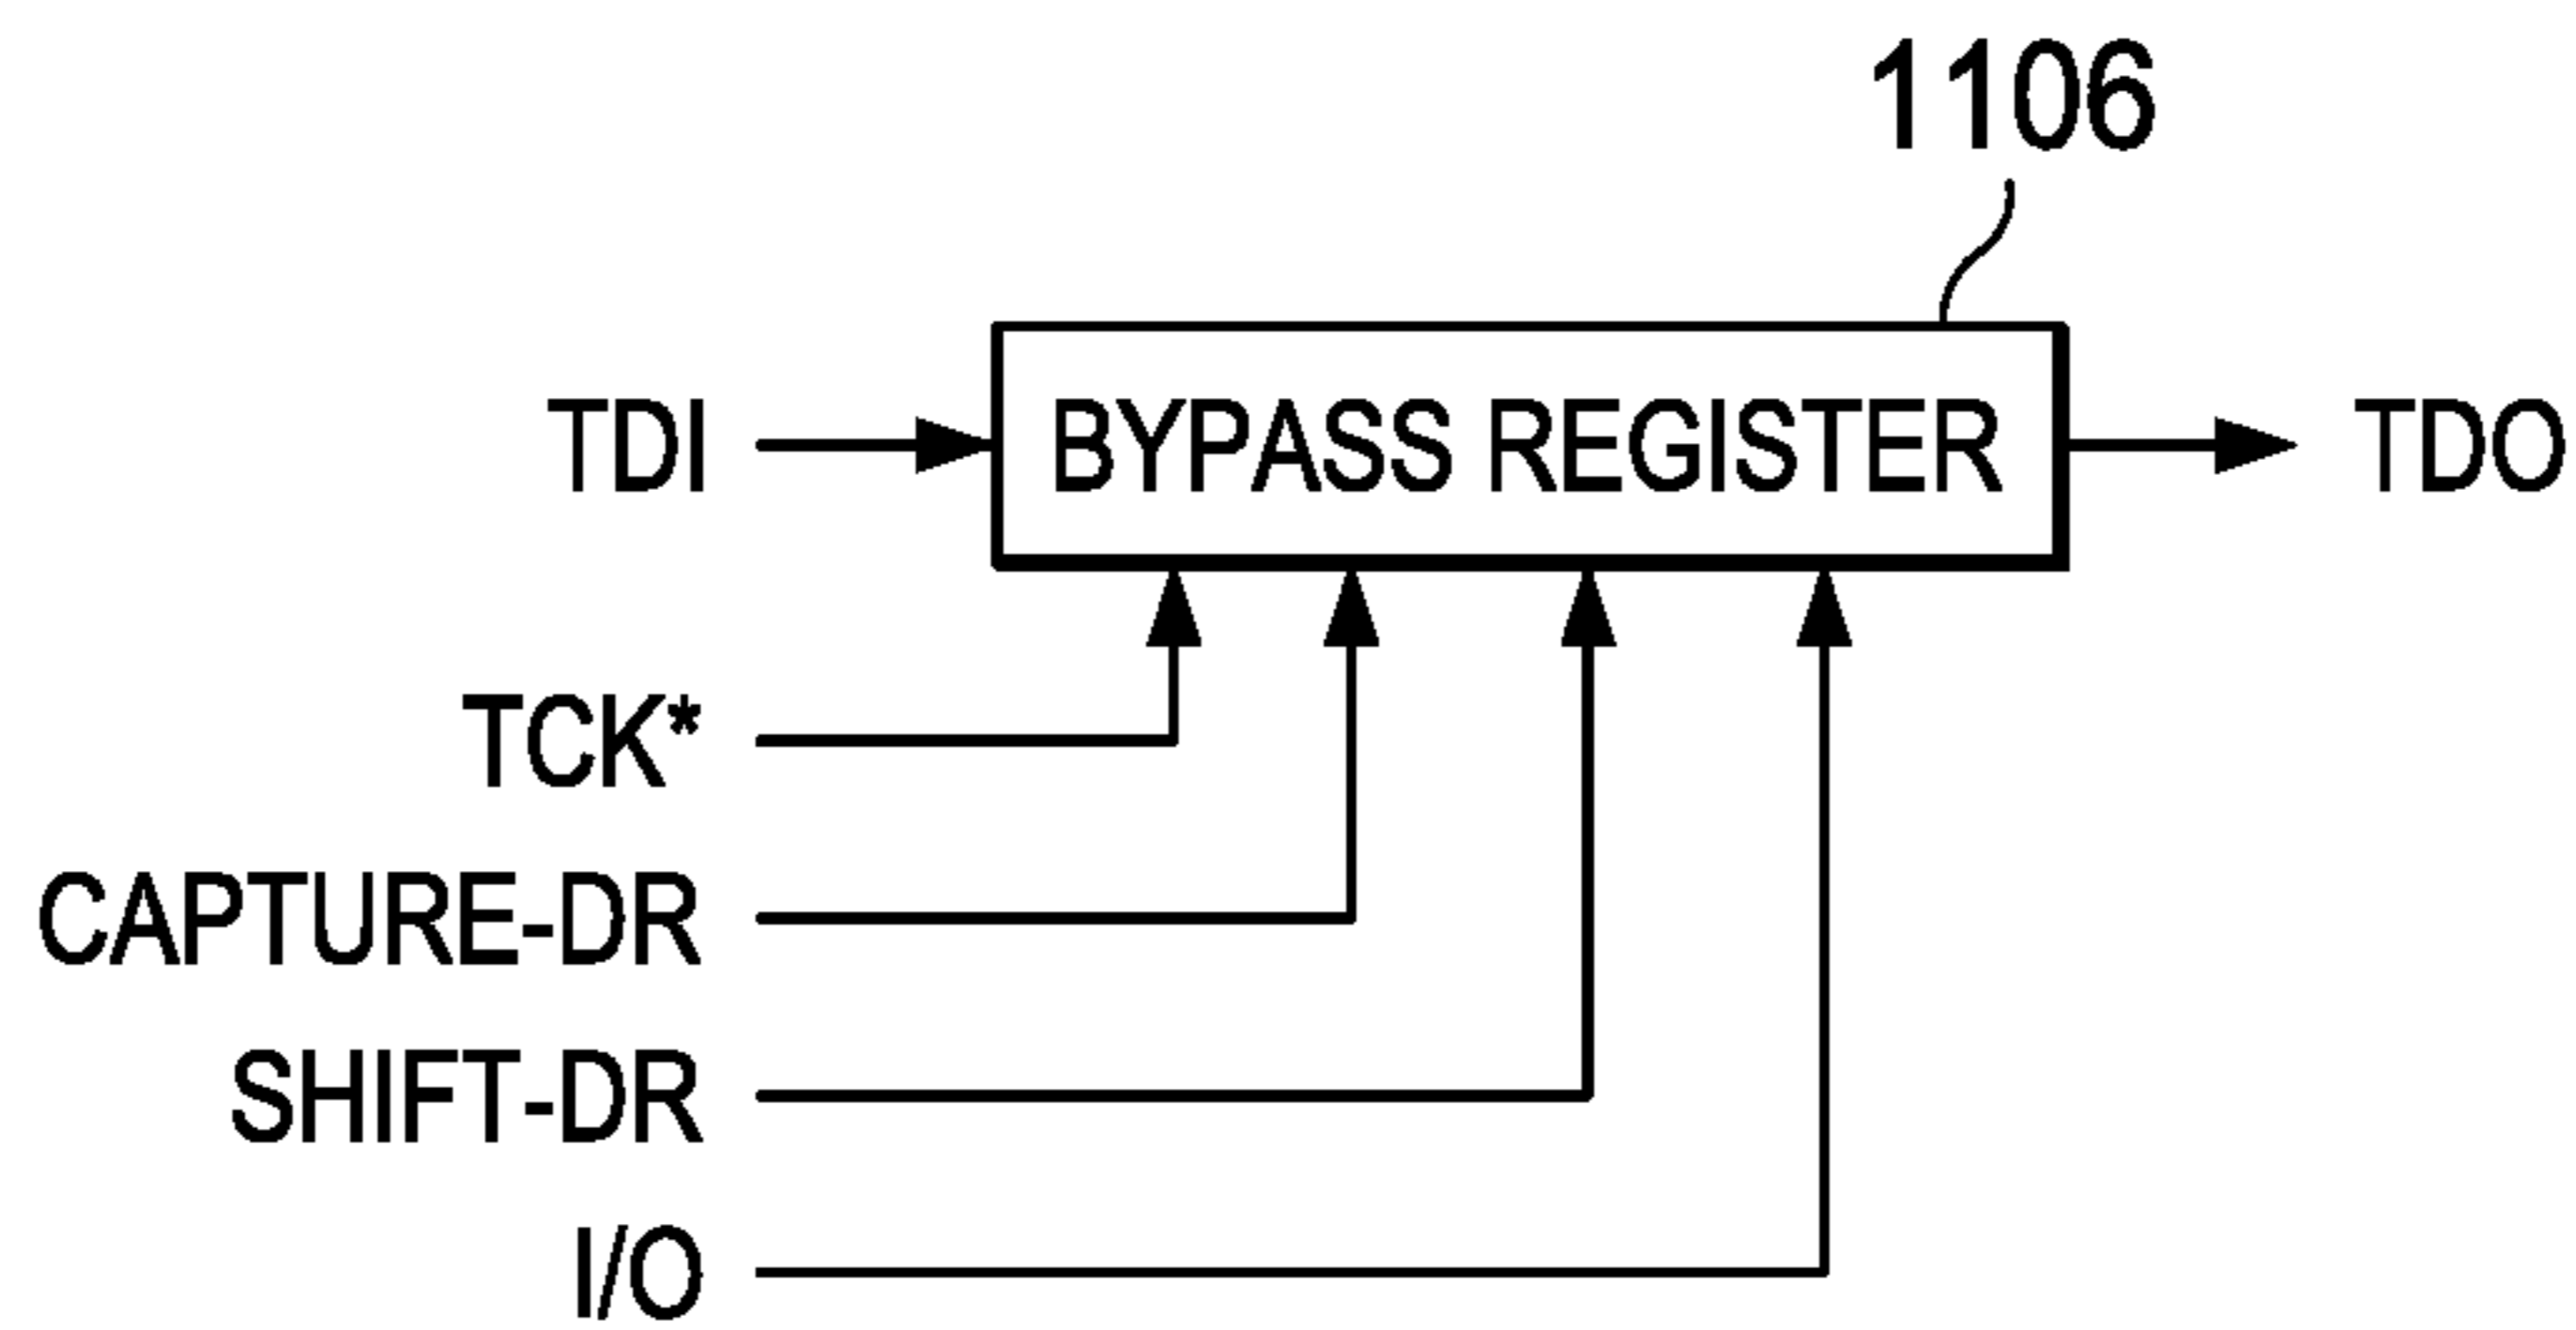 1106
TDI
BYPASS REGISTER
TDO
TCK*
CAPTURE-DR
SHIFT-DR
I/O